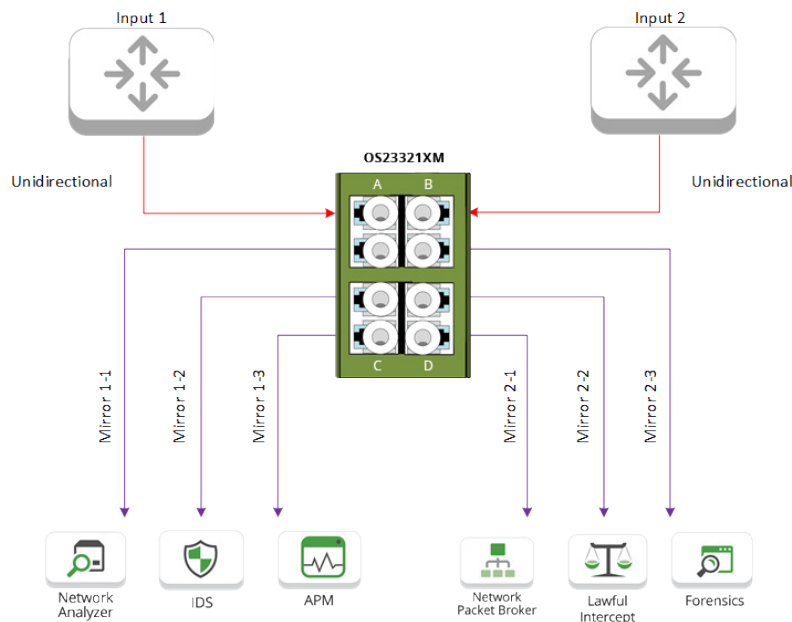 Input 1
Input 2
OS23321XM
Unidirectional
Unidirectional
A
B
C
D
Mirror 1-1
Mirror 1-2
Mirror 1-3
Mirror 2-1
Mirror 2-2
Mirror 2-3
Network
Analyzer
IDS
APM
Network
Packet Broker
Lawful
Intercept
Forensics